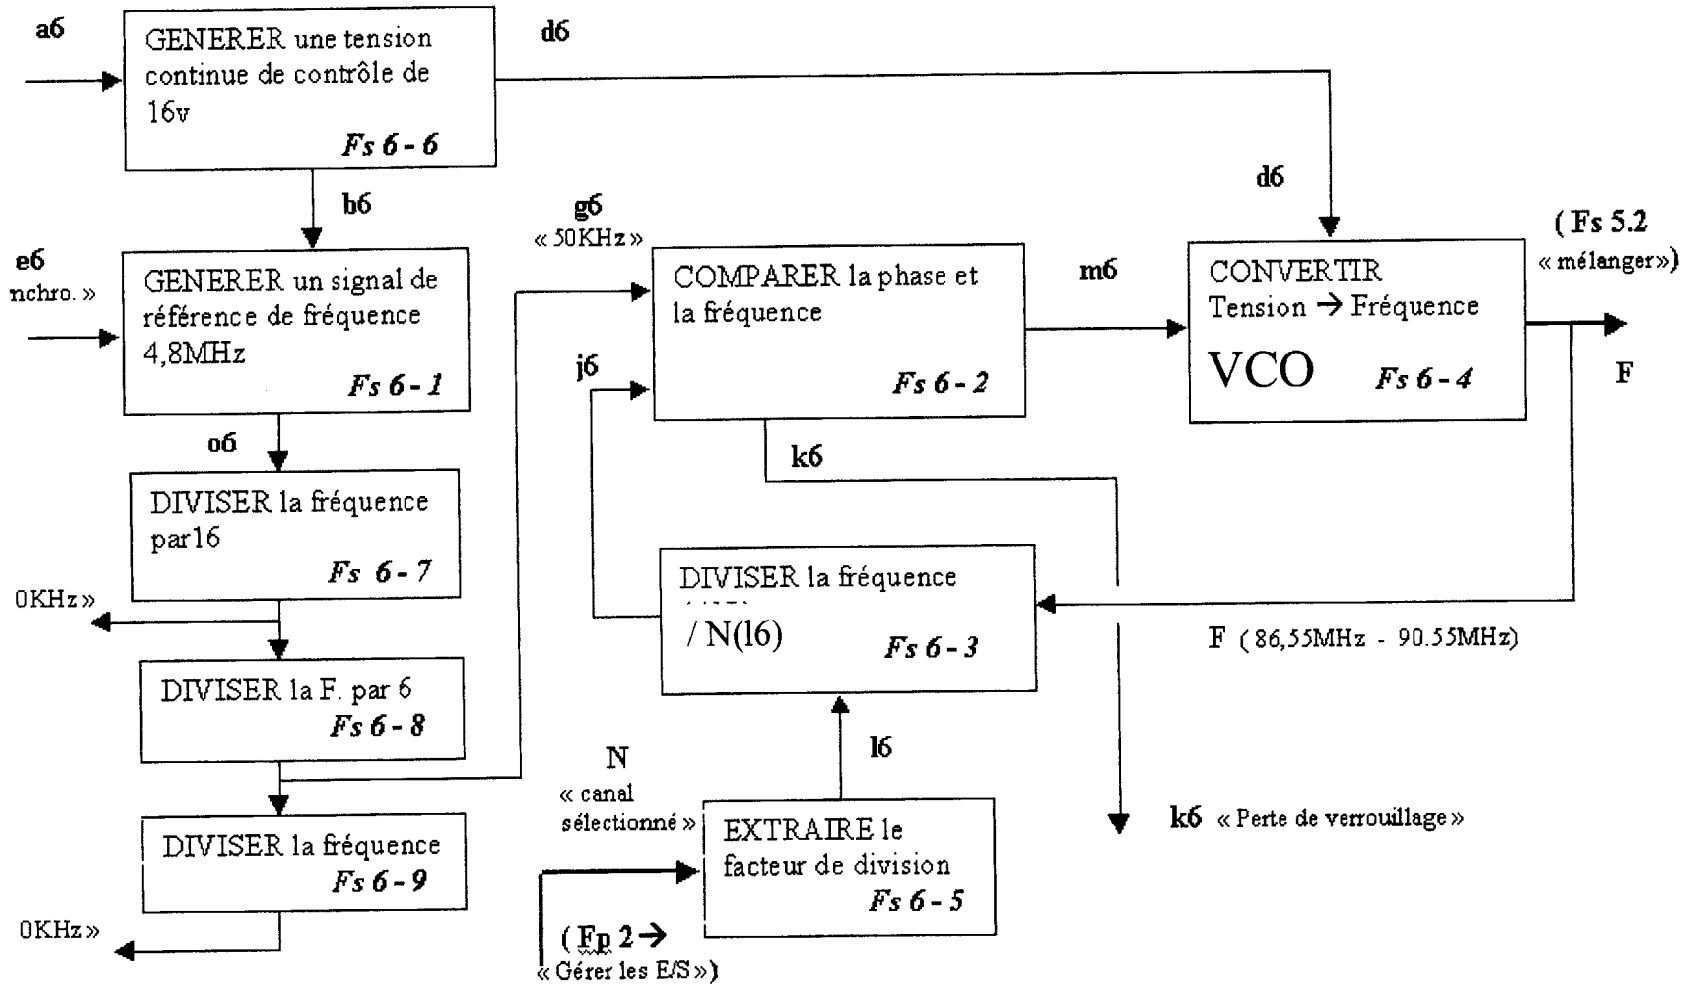 a6
GENERER une tension
continue de contrôle de
16v
Fs 6 - 6
d6
b6
d6
g6
« 50KHz »
( Fs 5.2
« mélanger»)
e6
nchro. »
GENERER un signal de
référence de fréquence
4,8MHz
Fs 6 - 1
COMPARER la phase et
la fréquence
Fs 6 - 2
m6
CONVERTIR
Tension → Fréquence
VCO
Fs 6 - 4
F
j6
o6
k6
DIVISER la fréquence
par16
Fs 6 - 7
0KHz »
DIVISER la fréquence
/ N(l6)
Fs 6 - 3
F ( 86,55MHz - 90.55MHz)
DIVISER la F. par 6
Fs 6 - 8
N
« canal
sélectionné »
l6
DIVISER la fréquence
Fs 6 - 9
0KHz »
EXTRAIRE le
facteur de division
Fs 6 - 5
k6 « Perte de verrouillage »
( Fp 2 →
« Gérer les E/S »)